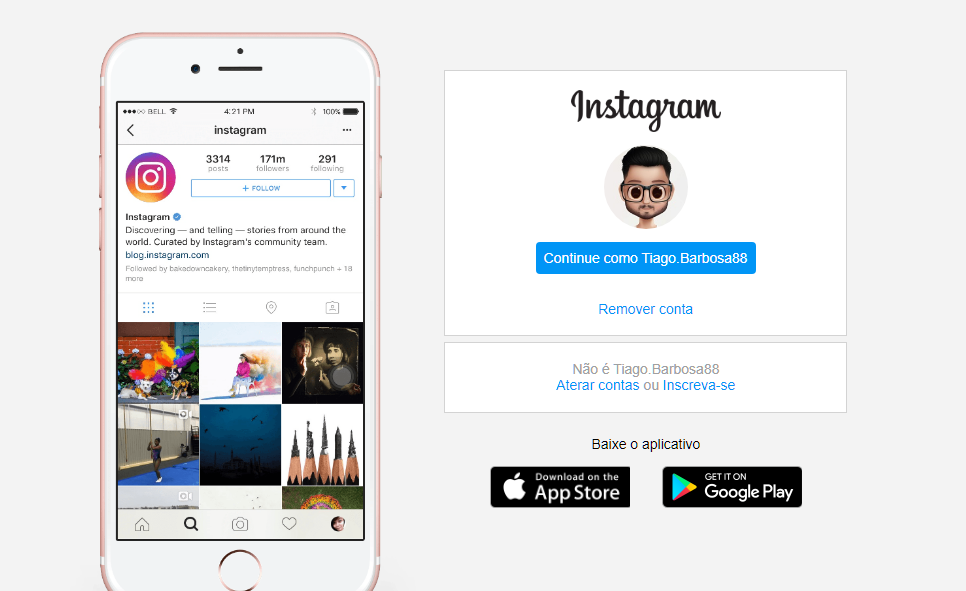 BELL 4:21 PM 100%
instagram
3314 171m 291
posts followers following
+ FOLLOW
Instagram
Discovering — and telling — stories from around the
world. Curated by Instagram's community team.
blog.instagram.com
Followed by bakedowncakery, thetinytemptress, funchpunch + 18
more
Instagram
Continue como Tiago.Barbosa88
Remover conta
Não é Tiago.Barbosa88
Aterar contas ou Inscreva-se
Baixe o aplicativo
Download on the
App Store
GET IT ON
Google Play